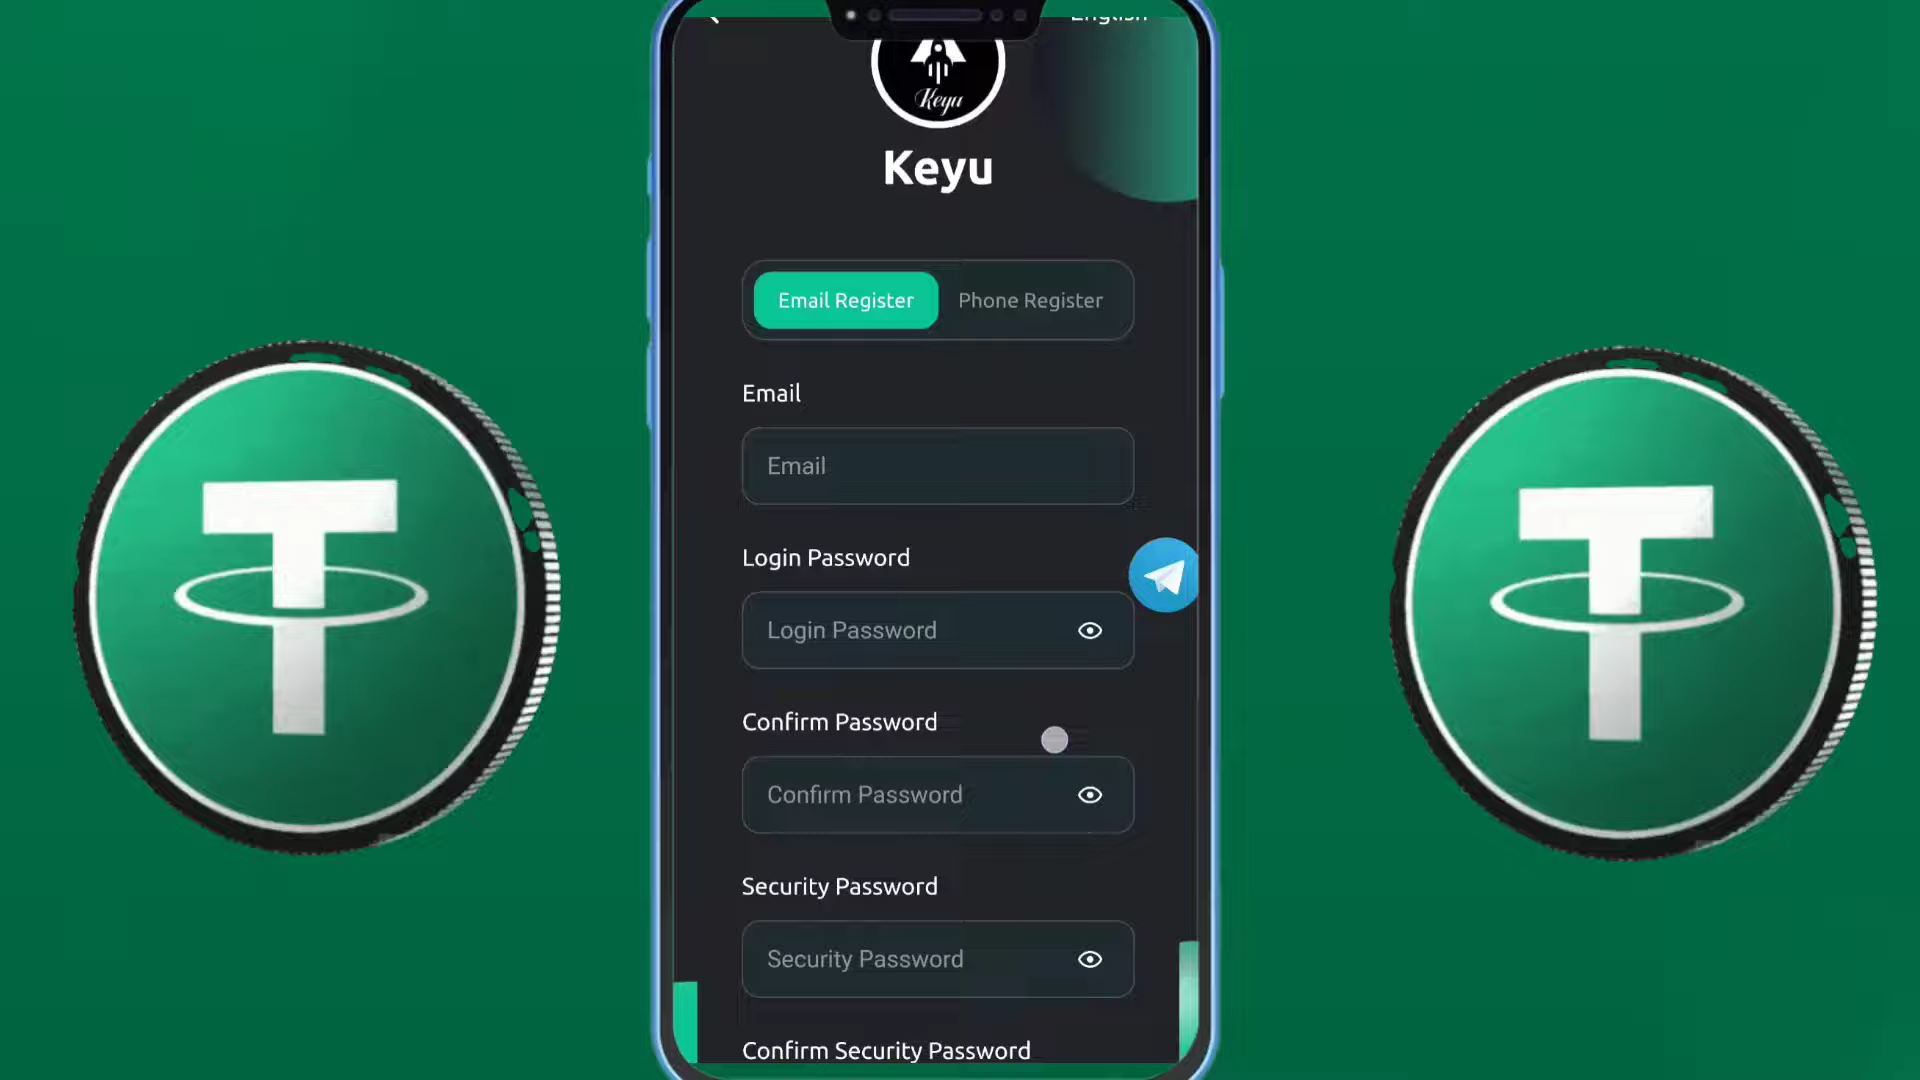 English
Keyu
Keyu
Email Register
Phone Register
Email
Email
Login Password
Login Password
Confirm Password
Confirm Password
Security Password
Security Password
Confirm Security Password